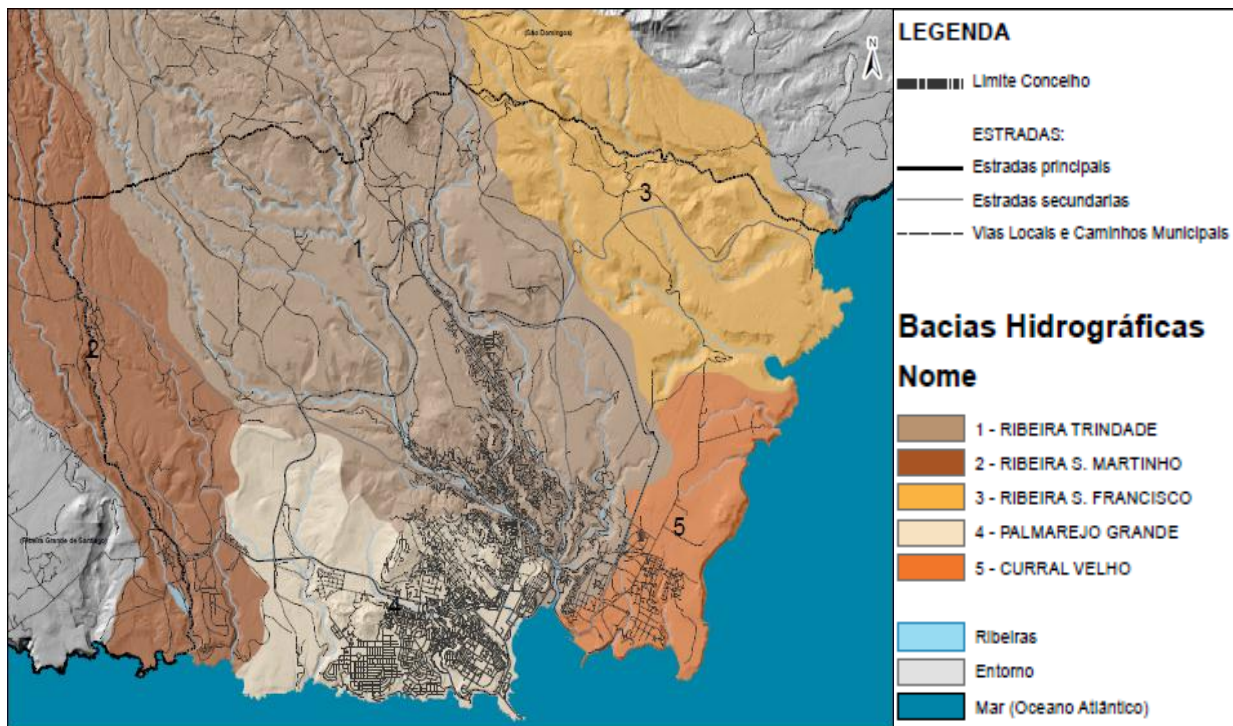 (São Domingos)
N
3
1
2
(Ribeira Grande de Santiago)
5
4
LEGENDA
Limite Concelho
ESTRADAS:
Estradas principais
Estradas secundarias
Vias Locais e Caminhos Municipais
Bacias Hidrográficas
Nome
1 - RIBEIRA TRINDADE
2 - RIBEIRA S. MARTINHO
3 - RIBEIRA S. FRANCISCO
4 - PALMAREJO GRANDE
5 - CURRAL VELHO
Ribeiras
Entorno
Mar (Oceano Atlântico)